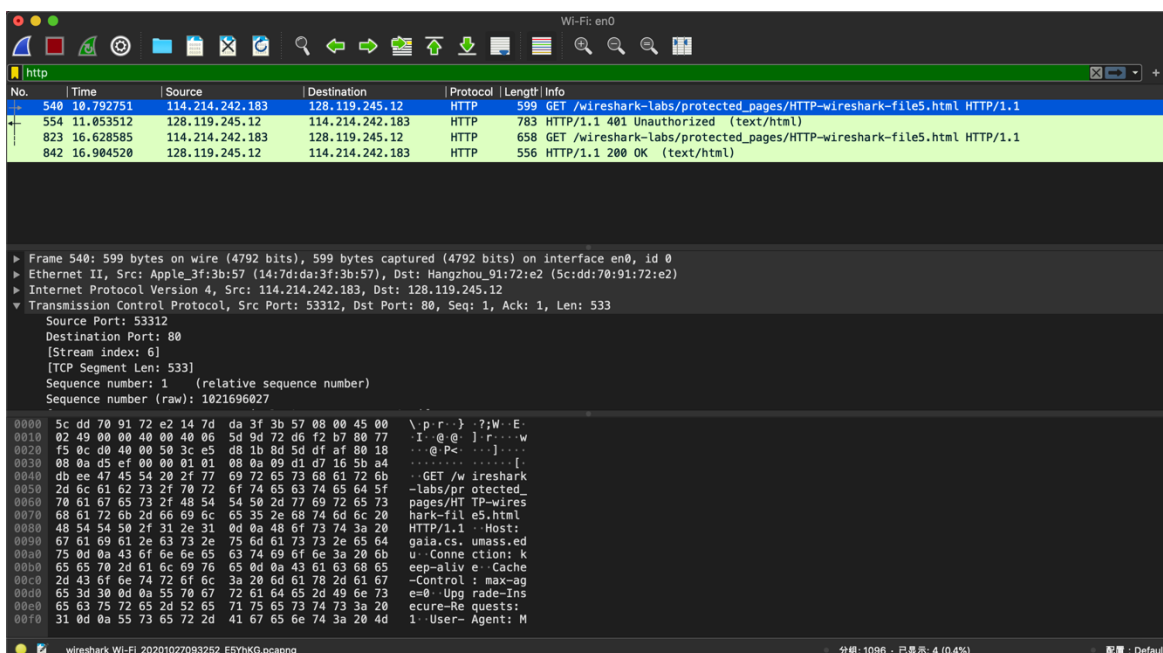 Wi-Fi: en0
http
No. Time Source Destination Protocol Length Info
540 10.792751 114.214.242.183 128.119.245.12 HTTP 599 GET /wireshark-labs/protected_pages/HTTP-wireshark-file5.html HTTP/1.1
554 11.053512 128.119.245.12 114.214.242.183 HTTP 783 HTTP/1.1 401 Unauthorized (text/html)
823 16.628585 114.214.242.183 128.119.245.12 HTTP 658 GET /wireshark-labs/protected_pages/HTTP-wireshark-file5.html HTTP/1.1
842 16.904520 128.119.245.12 114.214.242.183 HTTP 556 HTTP/1.1 200 OK (text/html)
Frame 540: 599 bytes on wire (4792 bits), 599 bytes captured (4792 bits) on interface en0, id 0
Ethernet II, Src: Apple_3f:3b:57 (14:7d:da:3f:3b:57), Dst: Hangzhou_91:72:e2 (5c:dd:70:91:72:e2)
Internet Protocol Version 4, Src: 114.214.242.183, Dst: 128.119.245.12
Transmission Control Protocol, Src Port: 53312, Dst Port: 80, Seq: 1, Ack: 1, Len: 533
Source Port: 53312
Destination Port: 80
[Stream index: 6]
[TCP Segment Len: 533]
Sequence number: 1 (relative sequence number)
Sequence number (raw): 1021696027
0000 5c dd 70 91 72 e2 14 7d da 3f 3b 57 08 00 45 00 \·p·r··} ·?;W··E·
0010 02 49 00 00 40 00 40 06 5d 9d 72 d6 f2 b7 80 77 ·I··@·@· ]·r····w
0020 f5 0c d0 40 00 50 3c e5 d8 1b 8d 5d df af 80 18 ···@·P<· ···]····
0030 08 0a d5 ef 00 00 01 01 08 0a 09 d1 d7 16 5b a4 ········ ······[·
0040 db ee 47 45 54 20 2f 77 69 72 65 73 68 61 72 6b ··GET /w ireshark
0050 2d 6c 61 62 73 2f 70 72 6f 74 65 63 74 65 64 5f -labs/pr otected_
0060 70 61 67 65 73 2f 48 54 54 50 2d 77 69 72 65 73 pages/HT TP-wires
0070 68 61 72 6b 2d 66 69 6c 65 35 2e 68 74 6d 6c 20 hark-fil e5.html
0080 48 54 54 50 2f 31 2e 31 0d 0a 48 6f 73 74 3a 20 HTTP/1.1 ··Host:
0090 67 61 69 61 2e 63 73 2e 75 6d 61 73 73 2e 65 64 gaia.cs. umass.ed
00a0 75 0d 0a 43 6f 6e 6e 65 63 74 69 6f 6e 3a 20 6b u··Conne ction: k
00b0 65 65 70 2d 61 6c 69 76 65 0d 0a 43 61 63 68 65 eep-aliv e··Cache
00c0 2d 43 6f 6e 74 72 6f 6c 3a 20 6d 61 78 2d 61 67 -Control : max-ag
00d0 65 3d 30 0d 0a 55 70 67 72 61 64 65 2d 49 6e 73 e=0··Upg rade-Ins
00e0 65 63 75 72 65 2d 52 65 71 75 65 73 74 73 3a 20 ecure-Re quests:
00f0 31 0d 0a 55 73 65 72 2d 41 67 65 6e 74 3a 20 4d 1··User- Agent: M
wireshark_Wi-Fi_20201027093252_E5YhKG.pcapng 分组: 1096 · 已显示: 4 (0.4%) 配置: Defaul